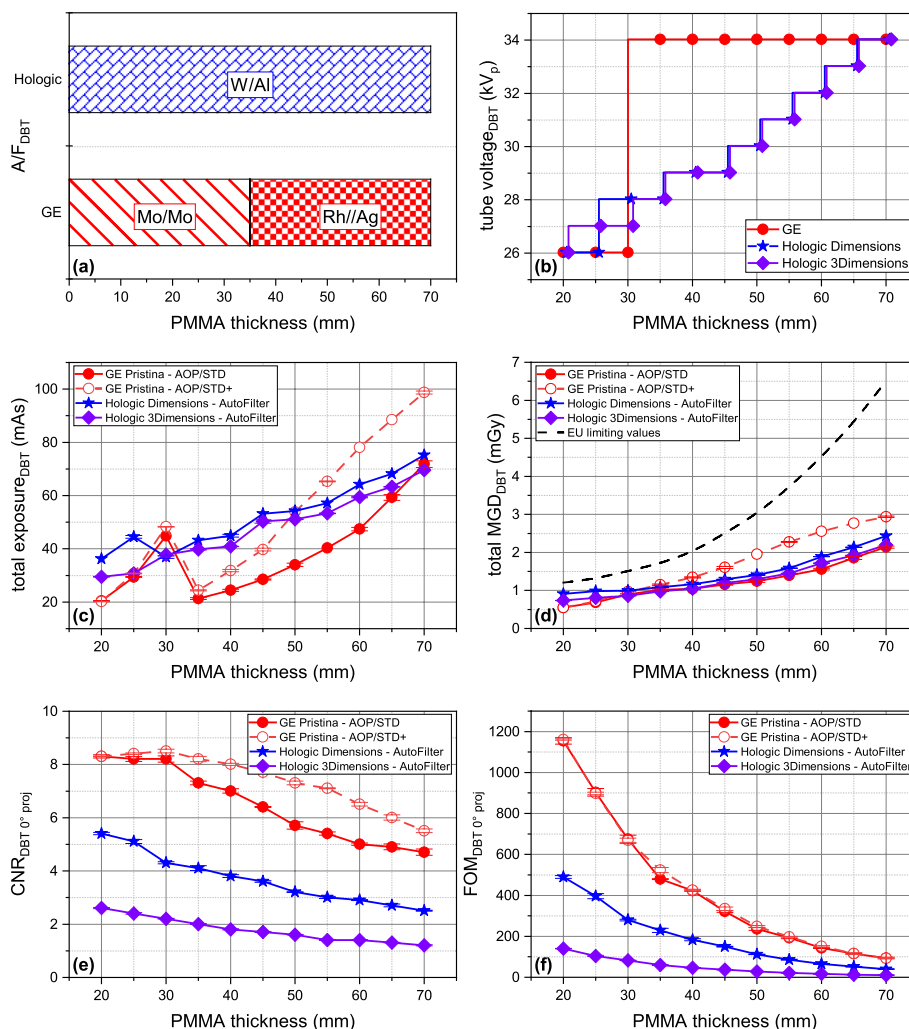 Hologic
GE
A/F_DBT
W/Al
Mo/Mo
Rh//Ag
(a)
0 10 20 30 40 50 60 70
PMMA thickness (mm)
34
32
30
28
26
tube voltage_DBT (kV_p)
GE
Hologic Dimensions
Hologic 3Dimensions
(b)
20 30 40 50 60 70
PMMA thickness (mm)
100
80
60
40
20
total exposure_DBT (mAs)
GE Pristina - AOP/STD
GE Pristina - AOP/STD+
Hologic Dimensions - AutoFilter
Hologic 3Dimensions - AutoFilter
(c)
20 30 40 50 60 70
PMMA thickness (mm)
7
6
5
4
3
2
1
0
total MGD_DBT (mGy)
GE Pristina - AOP/STD
GE Pristina - AOP/STD+
Hologic Dimensions - AutoFilter
Hologic 3Dimensions - AutoFilter
EU limiting values
(d)
20 30 40 50 60 70
PMMA thickness (mm)
10
8
6
4
2
0
CNR_DBT 0° proj
GE Pristina - AOP/STD
GE Pristina - AOP/STD+
Hologic Dimensions - AutoFilter
Hologic 3Dimensions - AutoFilter
(e)
20 30 40 50 60 70
PMMA thickness (mm)
1200
1000
800
600
400
200
0
FOM_DBT 0° proj
GE Pristina - AOP/STD
GE Pristina - AOP/STD+
Hologic Dimensions - AutoFilter
Hologic 3Dimensions - AutoFilter
(f)
20 30 40 50 60 70
PMMA thickness (mm)